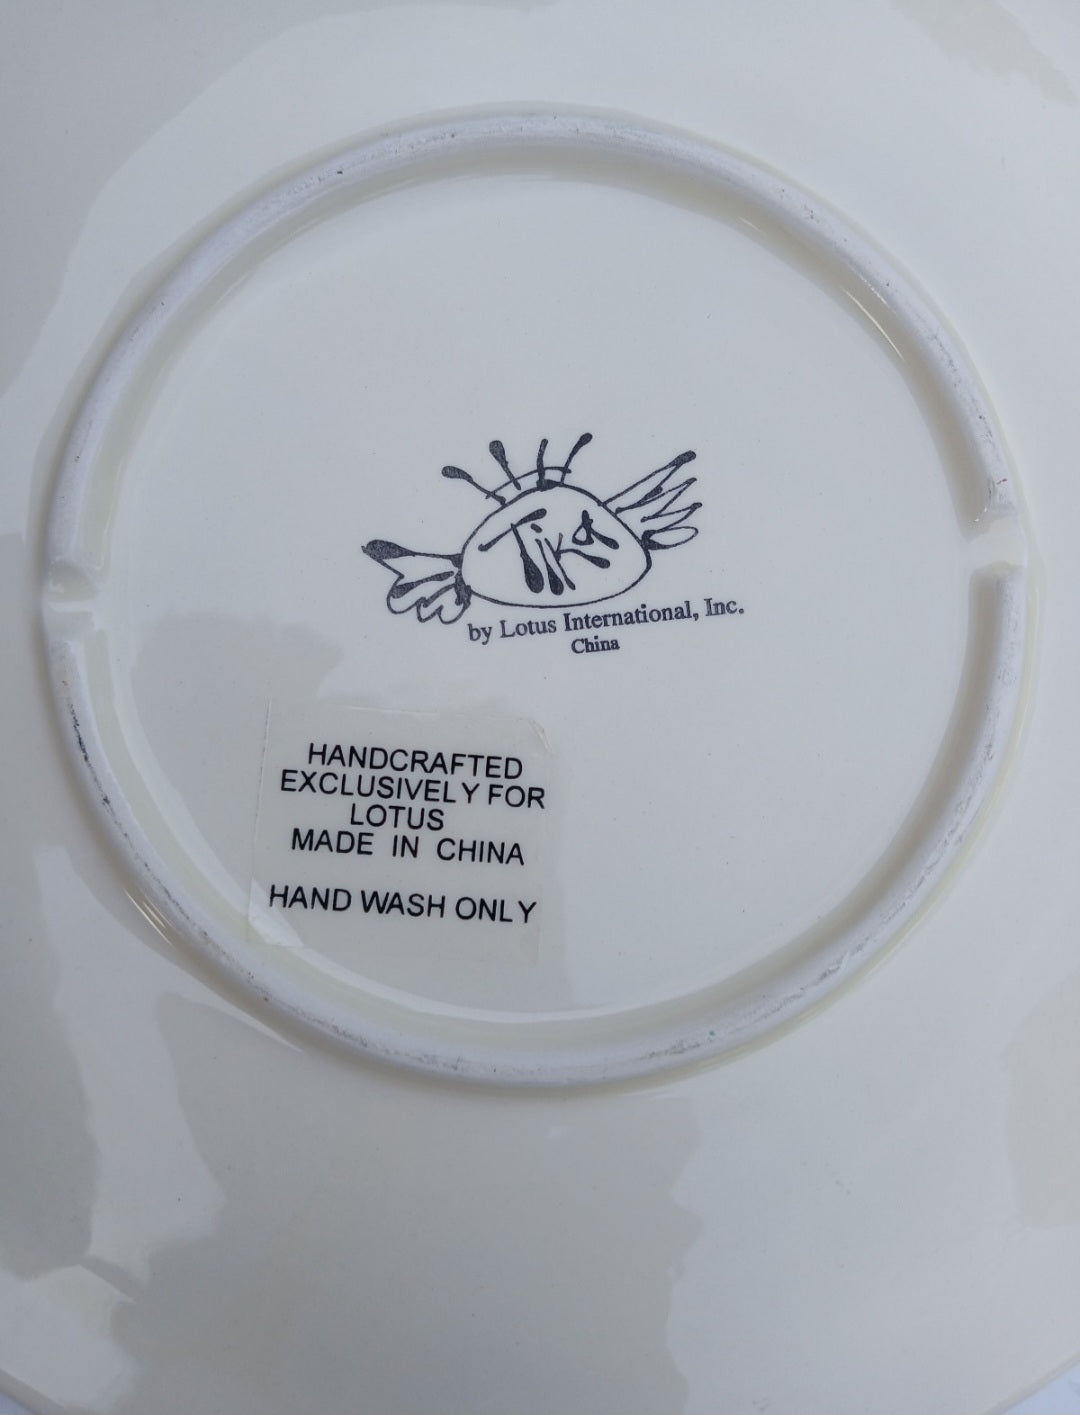 Tika
by Lotus International, Inc.
China
HANDCRAFTED
EXCLUSIVELY FOR
LOTUS
MADE IN CHINA
HAND WASH ONLY